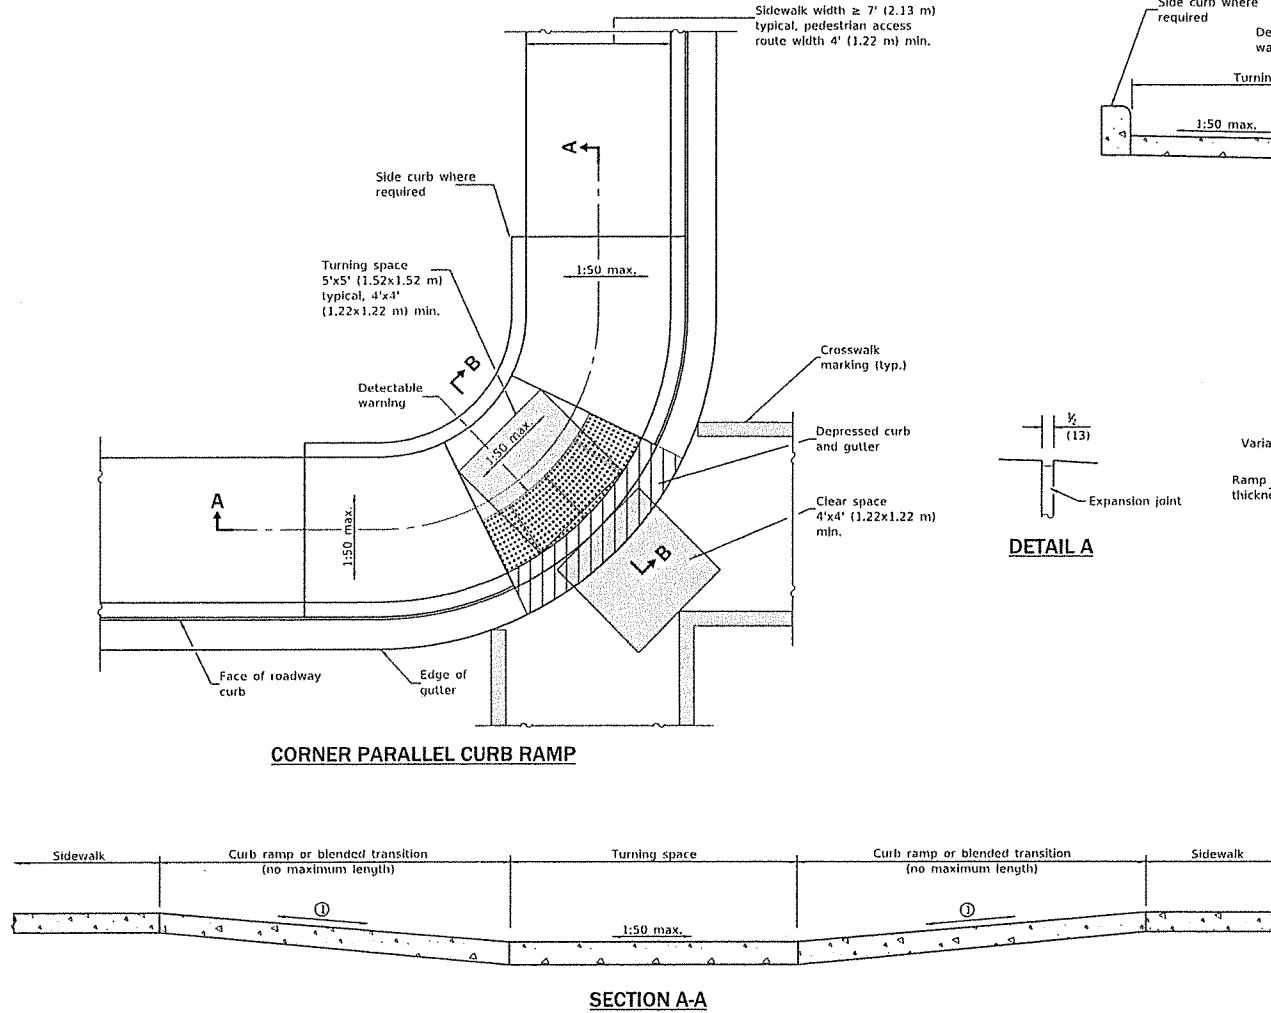 Sidewalk width ≥ 7' (2.13 m)
typical, pedestrian access
route width 4' (1.22 m) min.
Side curb where
required
Turnin
1:50 max.
A
Side curb where
required
Turning space
5'x5' (1.52x1.52 m)
typical, 4'x4'
(1.22x1.22 m) min.
1:50 max.
B
Detectable
warning
1:50 max.
Crosswalk
marking (typ.)
Depressed curb
and gutter
Clear space
4'x4' (1.22x1.22 m)
min.
A
1:50 max.
B
Face of roadway
curb
Edge of
gutter
CORNER PARALLEL CURB RAMP
½
(13)
Expansion joint
DETAIL A
Varia
Ramp
thickne
Sidewalk
Curb ramp or blended transition
(no maximum length)
Turning space
Curb ramp or blended transition
(no maximum length)
Sidewalk
①
1:50 max.
①
SECTION A-A